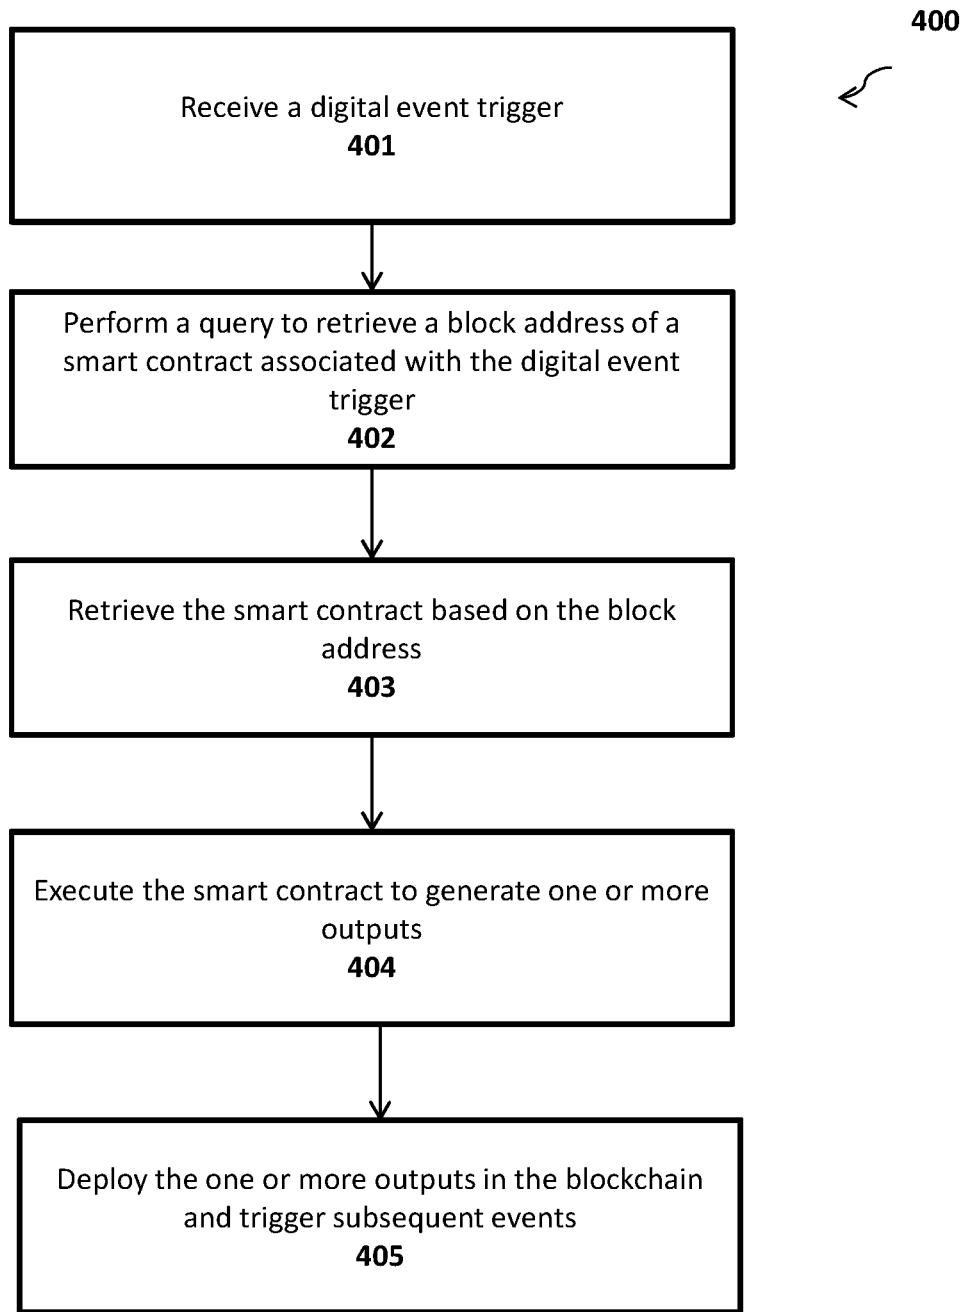 400
Receive a digital event trigger
401
Perform a query to retrieve a block address of a
smart contract associated with the digital event
trigger
402
Retrieve the smart contract based on the block
address
403
Execute the smart contract to generate one or more
outputs
404
Deploy the one or more outputs in the blockchain
and trigger subsequent events
405